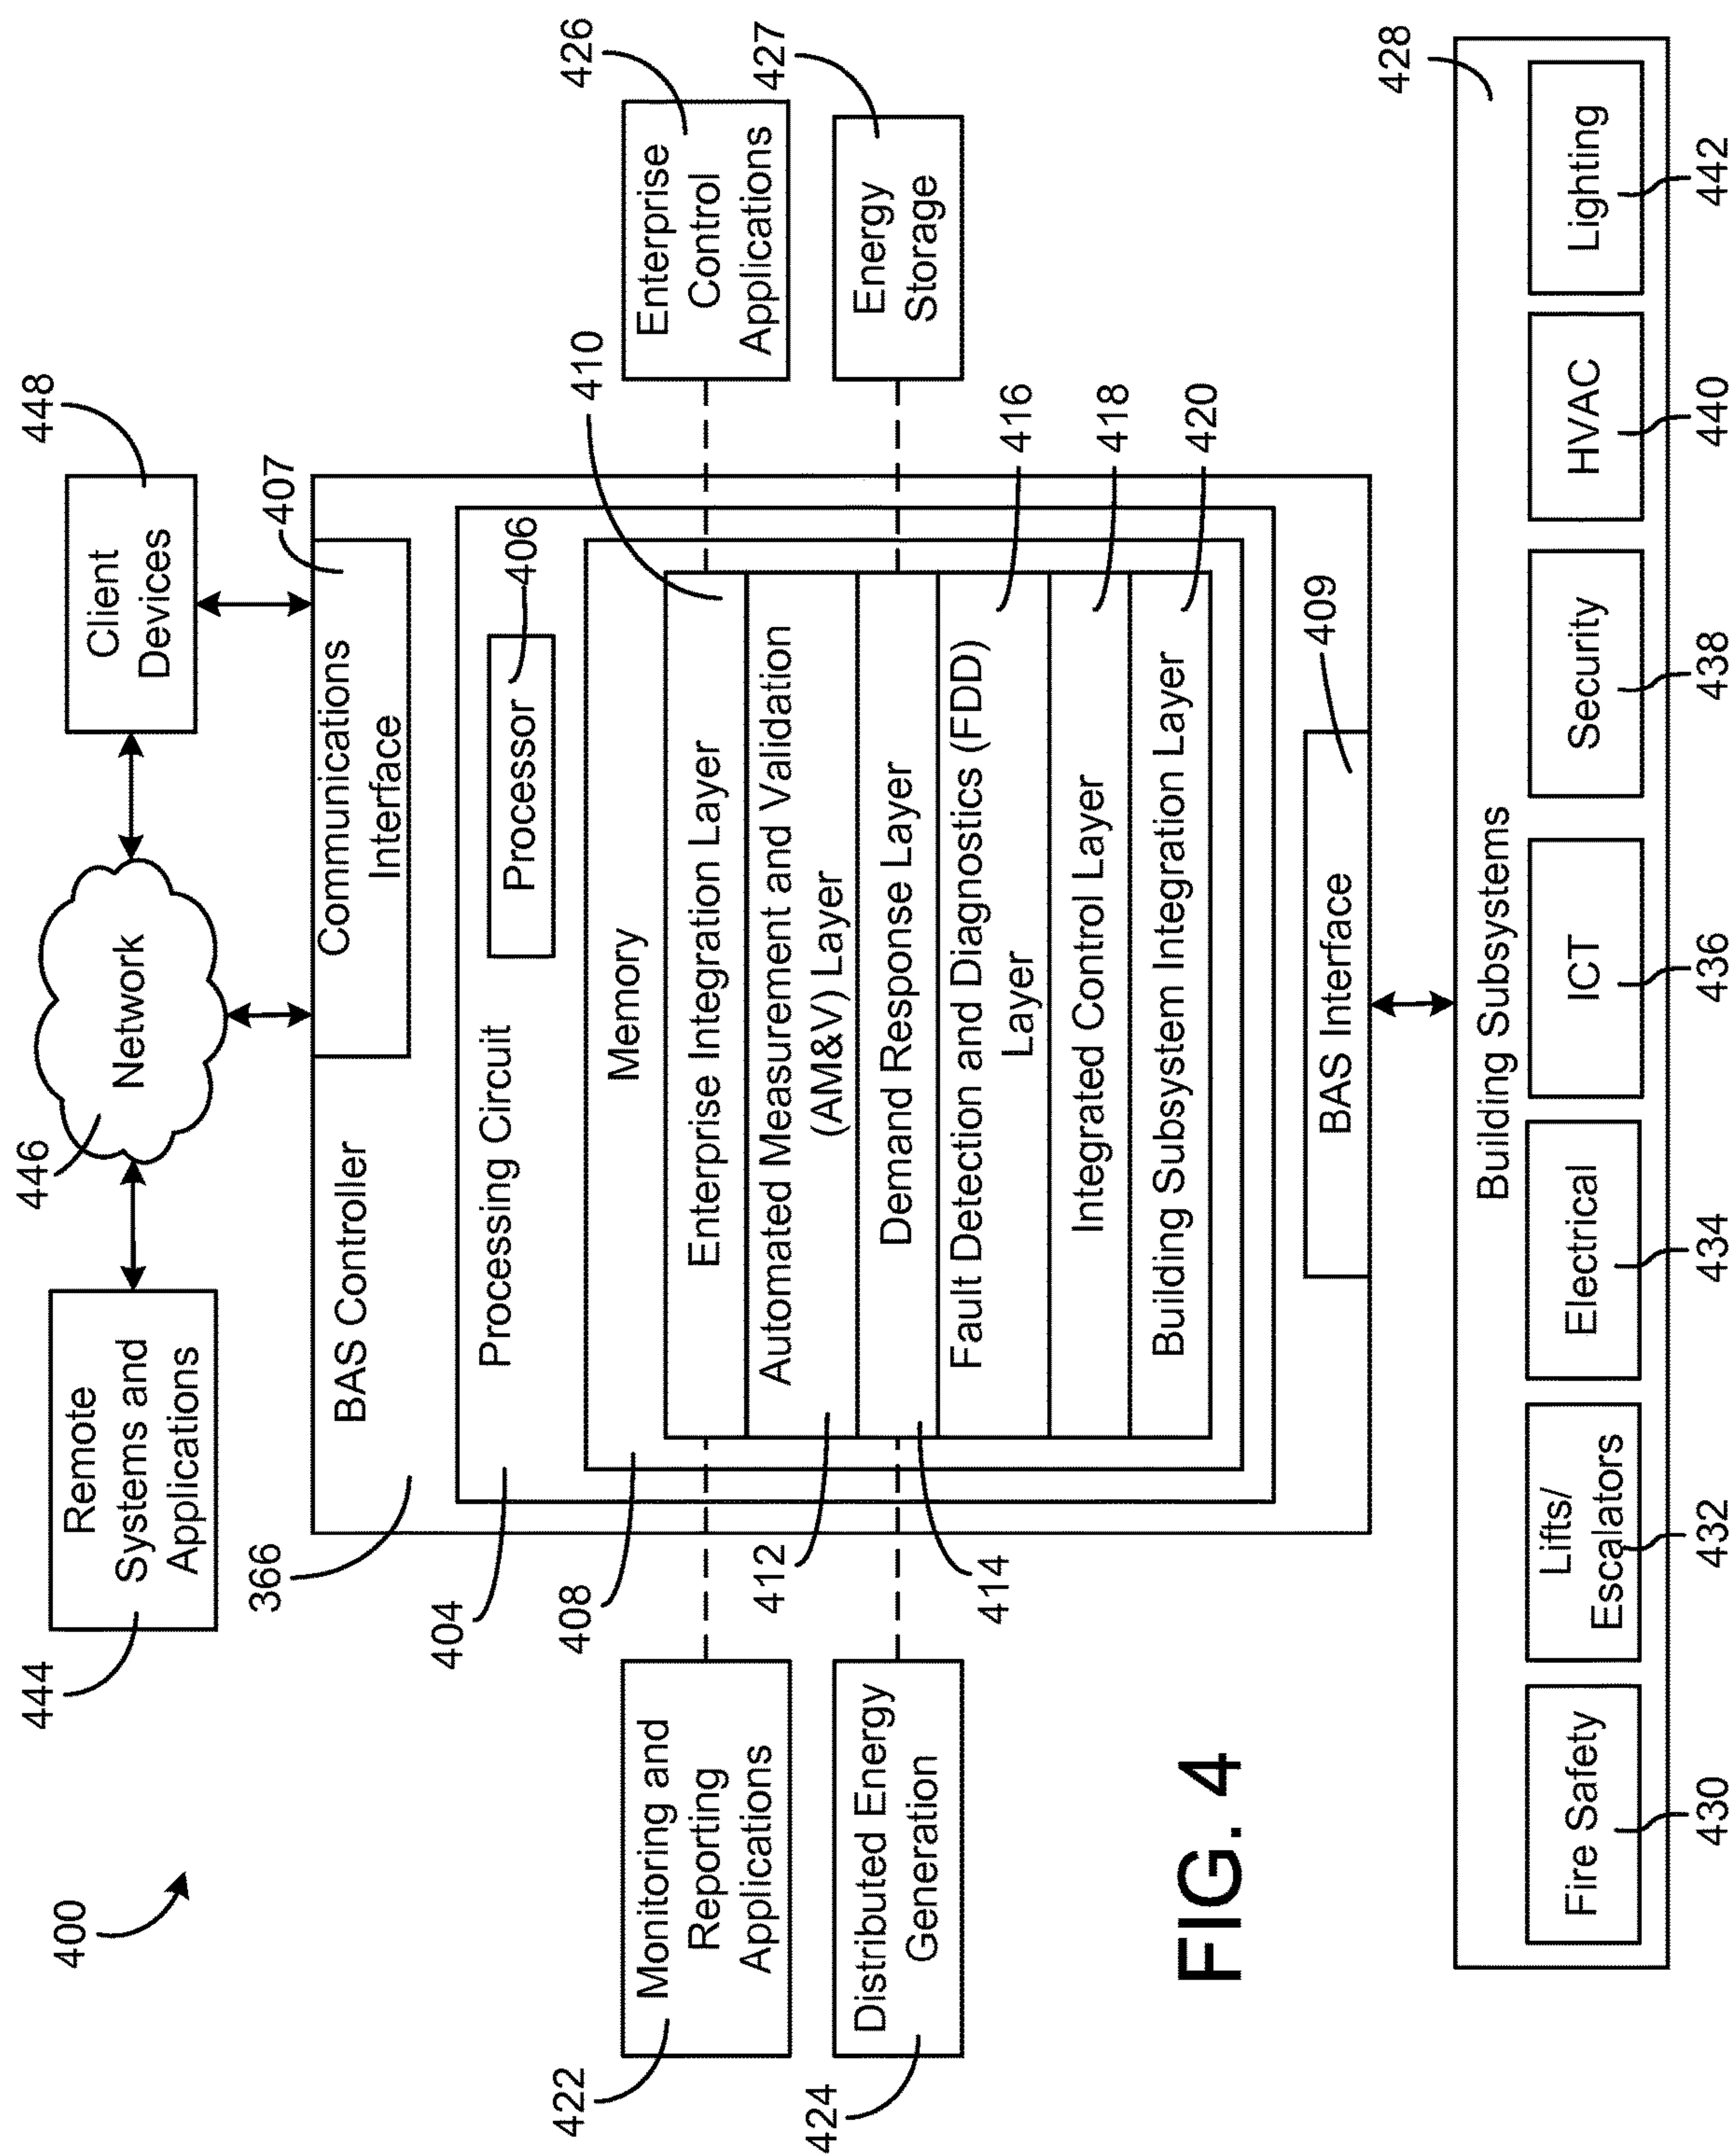 400
444
Remote
Systems and
Applications
446
Network
448
Client
Devices
366
BAS Controller
407
Communications
Interface
404
Processing Circuit
Processor
406
408
Memory
410
Enterprise Integration Layer
412
Automated Measurement and Validation
(AM&V) Layer
414
Demand Response Layer
416
Fault Detection and Diagnostics (FDD)
Layer
418
Integrated Control Layer
420
Building Subsystem Integration Layer
409
BAS Interface
422
Monitoring and
Reporting
Applications
424
Distributed Energy
Generation
426
Enterprise
Control
Applications
427
Energy
Storage
428
Building Subsystems
Fire Safety
430
Lifts/
Escalators
432
Electrical
434
ICT
436
Security
438
HVAC
440
Lighting
442
FIG. 4